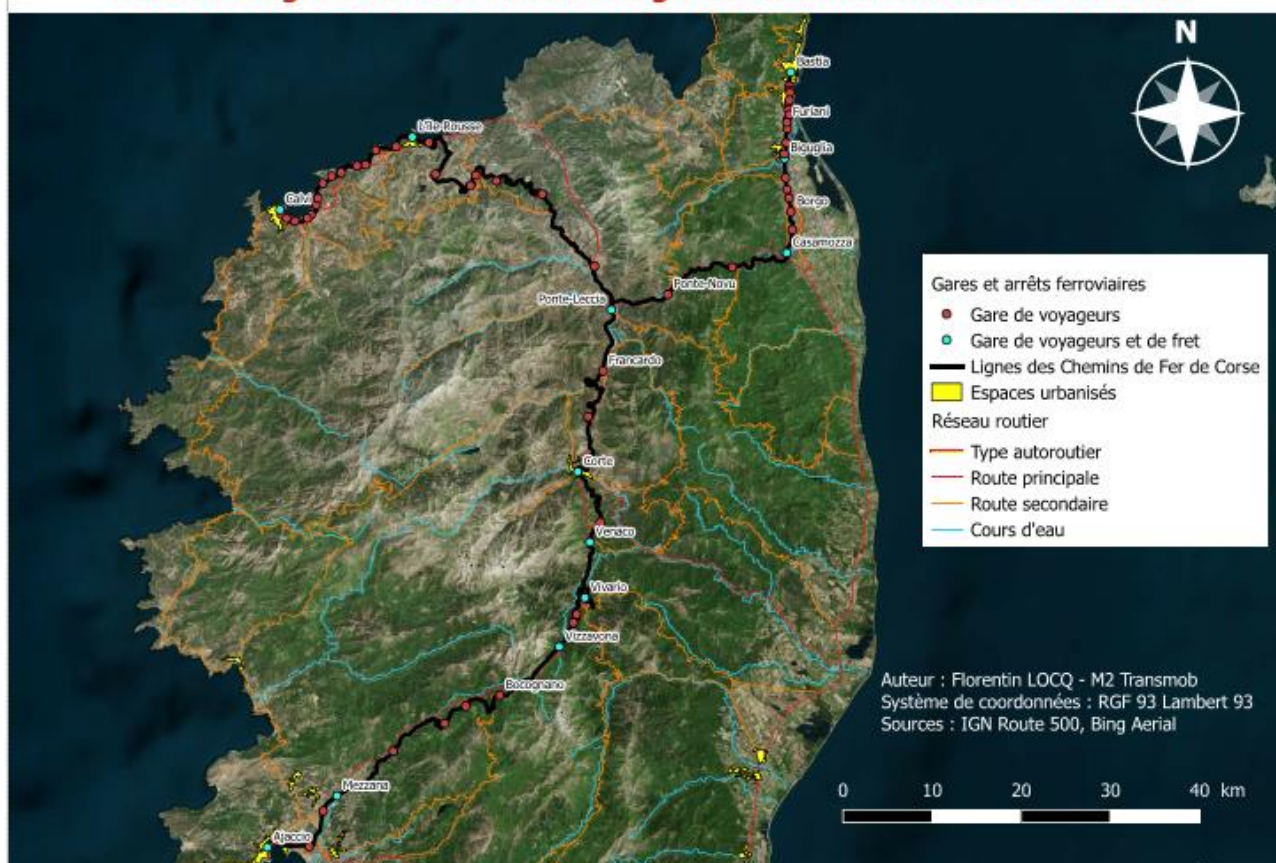 N
Bastia
Furiani
L'Ile-Rousse
Biguglia
Calvi
Borgo
Casamozza
Ponte-Novu
Ponte-Leccia
Francardo
Corte
Venaco
Vivario
Vizzavona
Bocognano
Mezzana
Ajaccio
Gares et arrêts ferroviaires
Gare de voyageurs
Gare de voyageurs et de fret
Lignes des Chemins de Fer de Corse
Espaces urbanisés
Réseau routier
Type autoroutier
Route principale
Route secondaire
Cours d'eau
Auteur : Florentin LOCQ - M2 Transmob
Système de coordonnées : RGF 93 Lambert 93
Sources : IGN Route 500, Bing Aerial
0 10 20 30 40 km